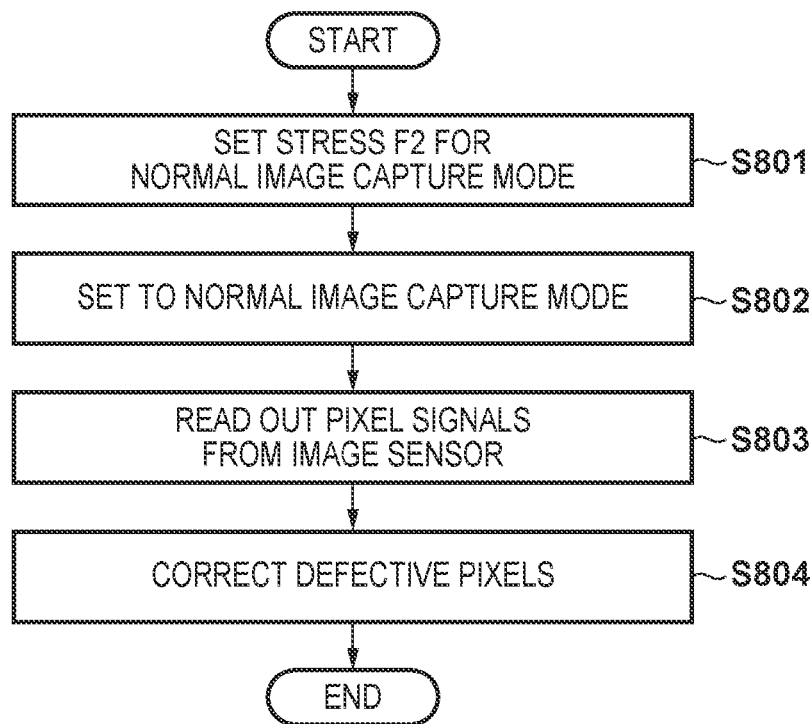 START
SET STRESS F2 FOR
NORMAL IMAGE CAPTURE MODE
S801
SET TO NORMAL IMAGE CAPTURE MODE
S802
READ OUT PIXEL SIGNALS
FROM IMAGE SENSOR
S803
CORRECT DEFECTIVE PIXELS
S804
END